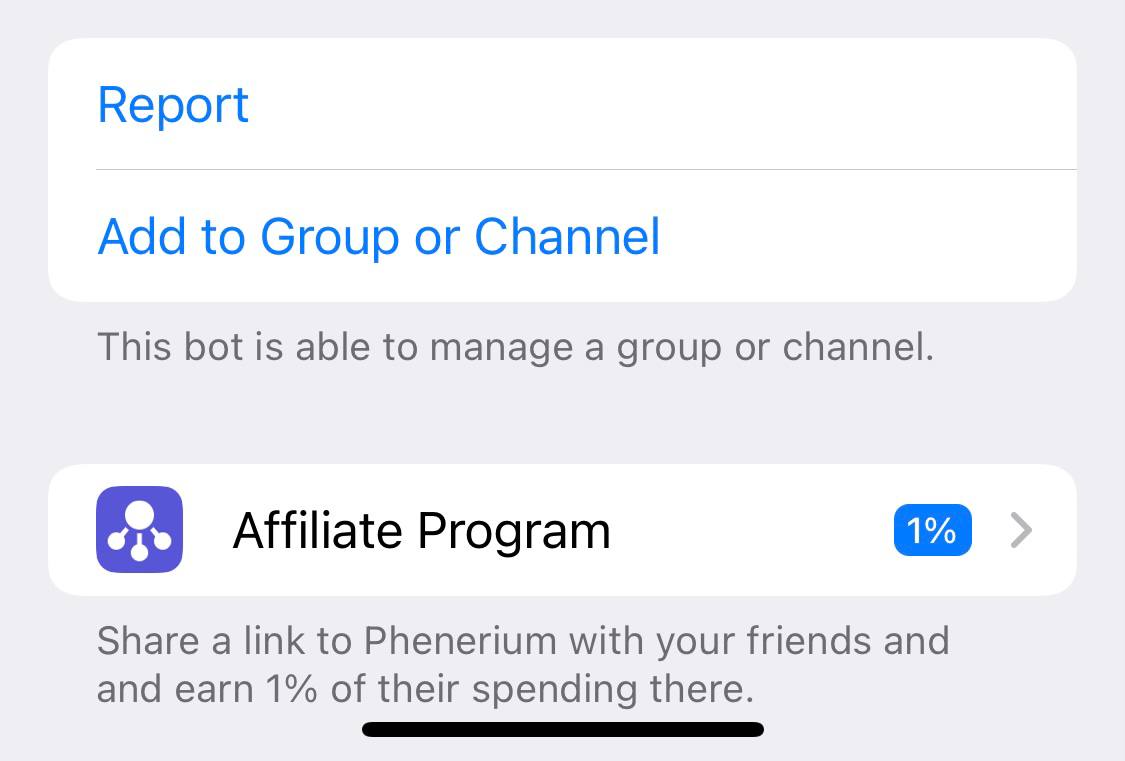 Report
Add to Group or Channel
This bot is able to manage a group or channel.
Affiliate Program
1%
Share a link to Phenerium with your friends and
and earn 1% of their spending there.